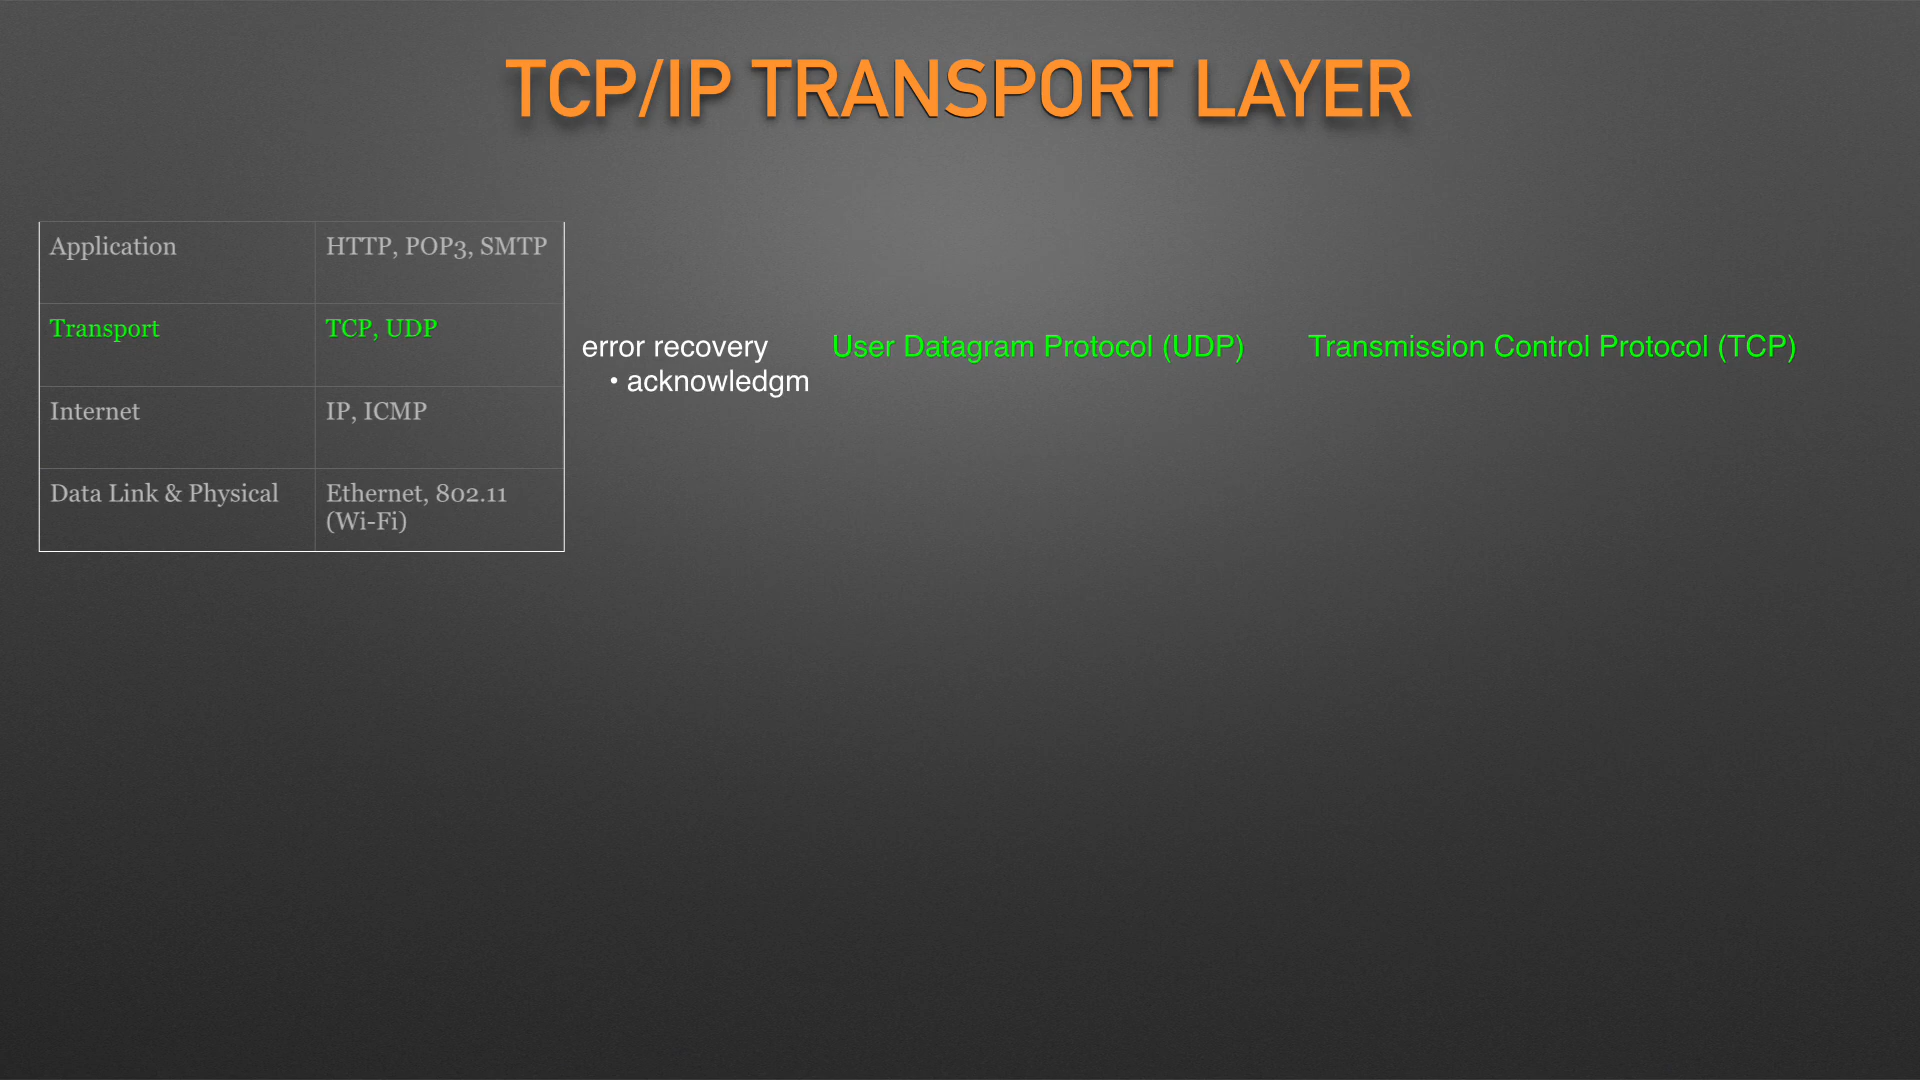 TCP/IP TRANSPORT LAYER
Application HTTP, POP3, SMTP
Transport TCP, UDP
Internet IP, ICMP
Data Link & Physical Ethernet, 802.11
(Wi-Fi)
error recovery
• acknowledgm
User Datagram Protocol (UDP)
Transmission Control Protocol (TCP)